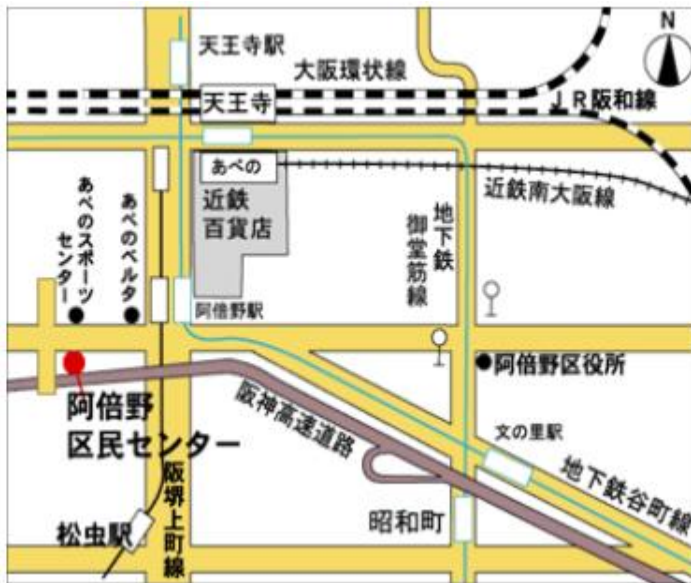 天王寺駅
大阪環状線
N
天王寺
JR阪和線
あべの
近鉄
百貨店
近鉄南大阪線
地下鉄
御堂筋線
あべのベルタ
あべのスポーツ
センター
阿倍野駅
阿倍野区役所
阿倍野
区民センター
阪神高速道路
文の里駅
地下鉄谷町線
阪堺上町線
昭和町
松虫駅